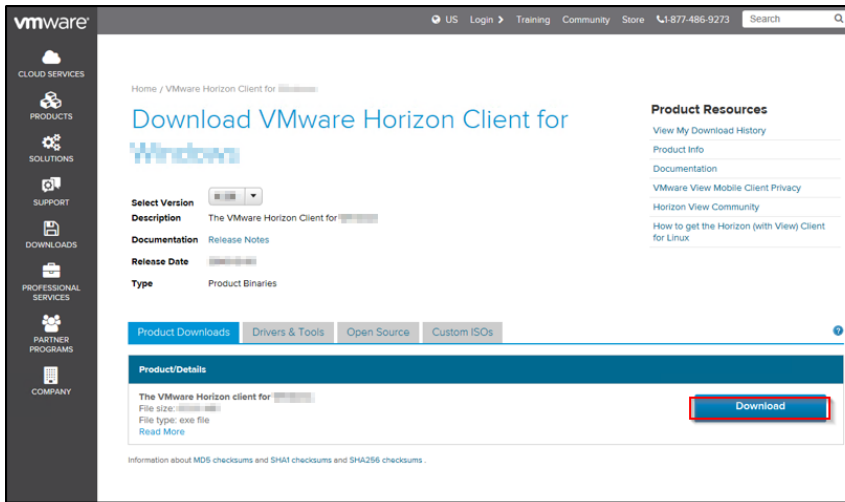 vmware
US Login Training Community Store 1-877-486-9273 Search
CLOUD SERVICES
PRODUCTS
SOLUTIONS
SUPPORT
DOWNLOADS
PROFESSIONAL
SERVICES
PARTNER
PROGRAMS
COMPANY
Home / VMware Horizon Client for
Download VMware Horizon Client for
Select Version
Description The VMware Horizon Client for
Documentation Release Notes
Release Date
Type Product Binaries
Product Resources
View My Download History
Product Info
Documentation
VMware View Mobile Client Privacy
Horizon View Community
How to get the Horizon (with View) Client
for Linux
Product Downloads Drivers & Tools Open Source Custom ISOs ?
Product/Details
The VMware Horizon client for
File size:
File type: exe file
Read More
Download
Information about MD5 checksums and SHA1 checksums and SHA256 checksums .